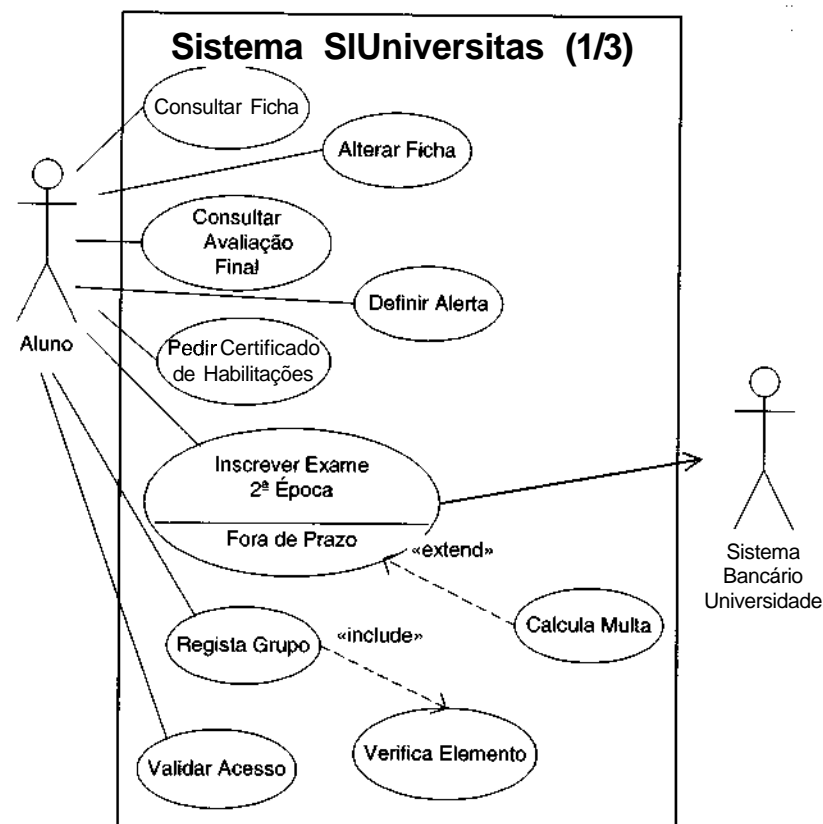 Sistema SIUniversitas (1/3)
Consultar Ficha
Alterar Ficha
Consultar
Avaliação
Final
Definir Alerta
Aluno
Pedir Certificado
de Habilitações
Inscrever Exame
2ª Época
Fora de Prazo
«extend»
Sistema
Bancário
Universidade
Calcula Multa
Regista Grupo
«include»
Verifica Elemento
Validar Acesso